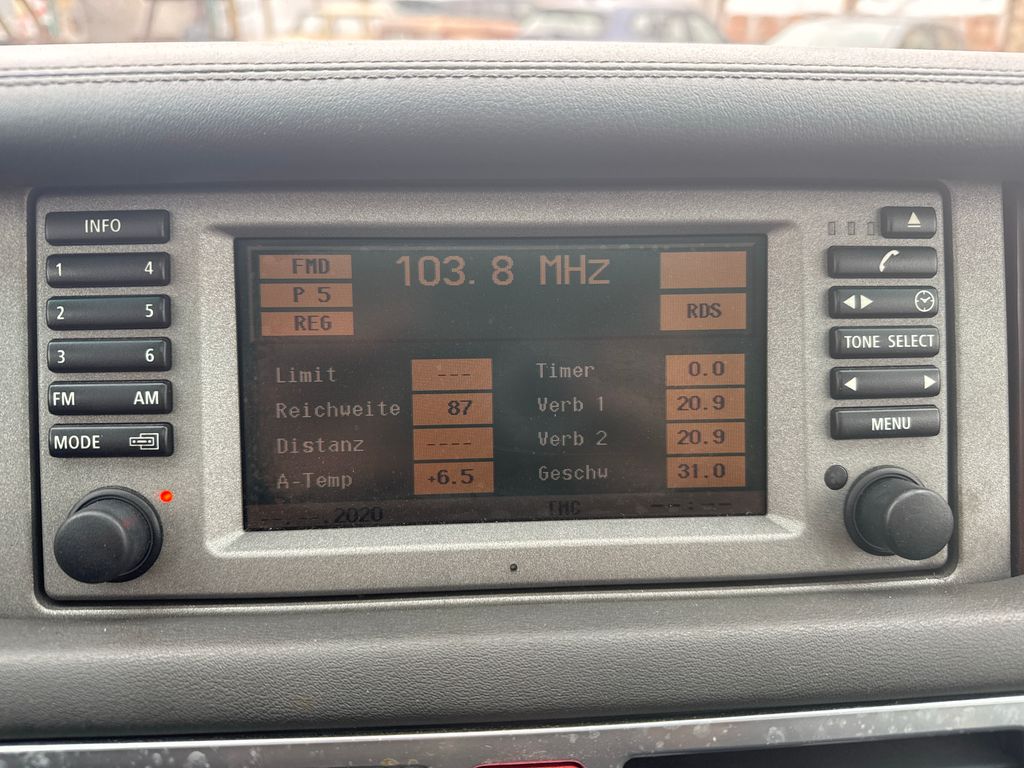 INFO
1 4
2 5
3 6
FM AM
MODE
FMD
P 5
REG
103.8 MHz
RDS
Limit ---
Reichweite 87
Distanz ----
A-Temp +6.5
Timer 0.0
Verb 1 20.9
Verb 2 20.9
Geschw 31.0
--.--.2020 TMC --:--
TONE SELECT
MENU